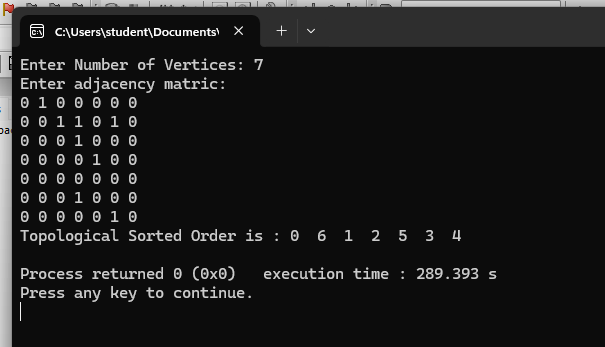 C:\Users\student\Documents\
Enter Number of Vertices: 7
Enter adjacency matric:
0 1 0 0 0 0 0
0 0 1 1 0 1 0
0 0 0 1 0 0 0
0 0 0 0 1 0 0
0 0 0 0 0 0 0
0 0 0 1 0 0 0
0 0 0 0 0 1 0
Topological Sorted Order is : 0  6  1  2  5  3  4
Process returned 0 (0x0)   execution time : 289.393 s
Press any key to continue.